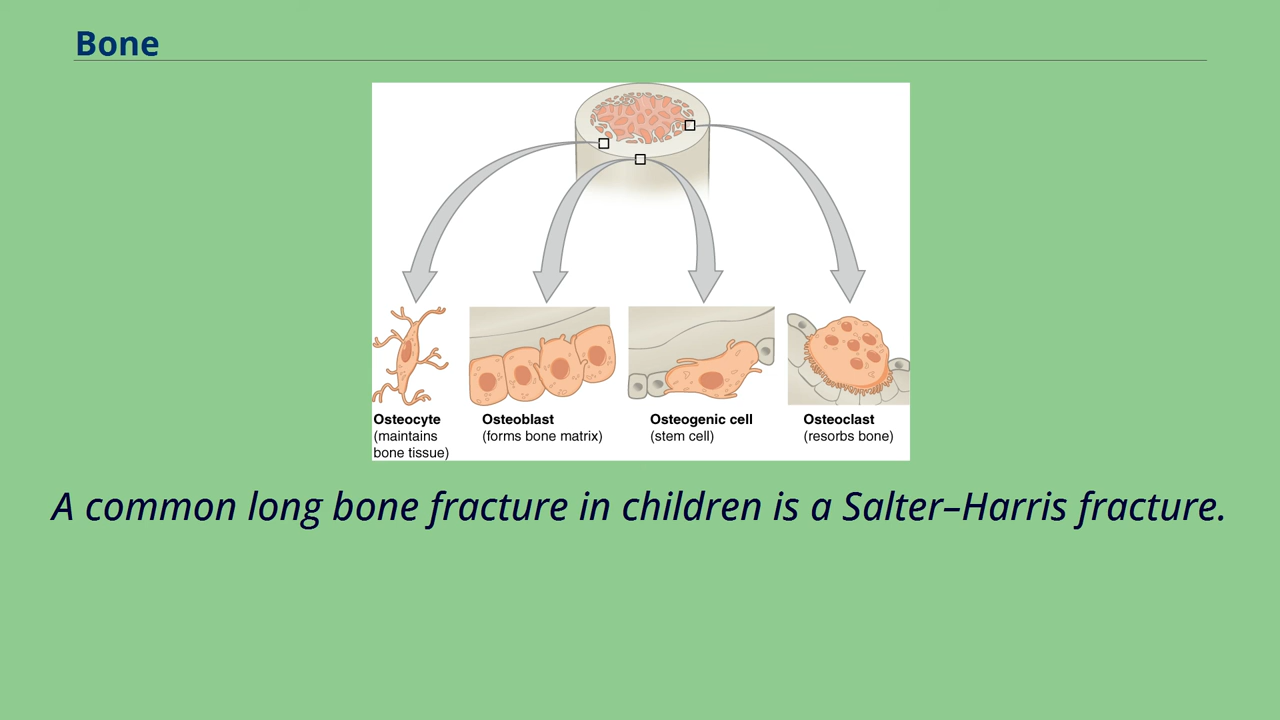 Bone
Osteocyte
(maintains
bone tissue)
Osteoblast
(forms bone matrix)
Osteogenic cell
(stem cell)
Osteoclast
(resorbs bone)
A common long bone fracture in children is a Salter–Harris fracture.